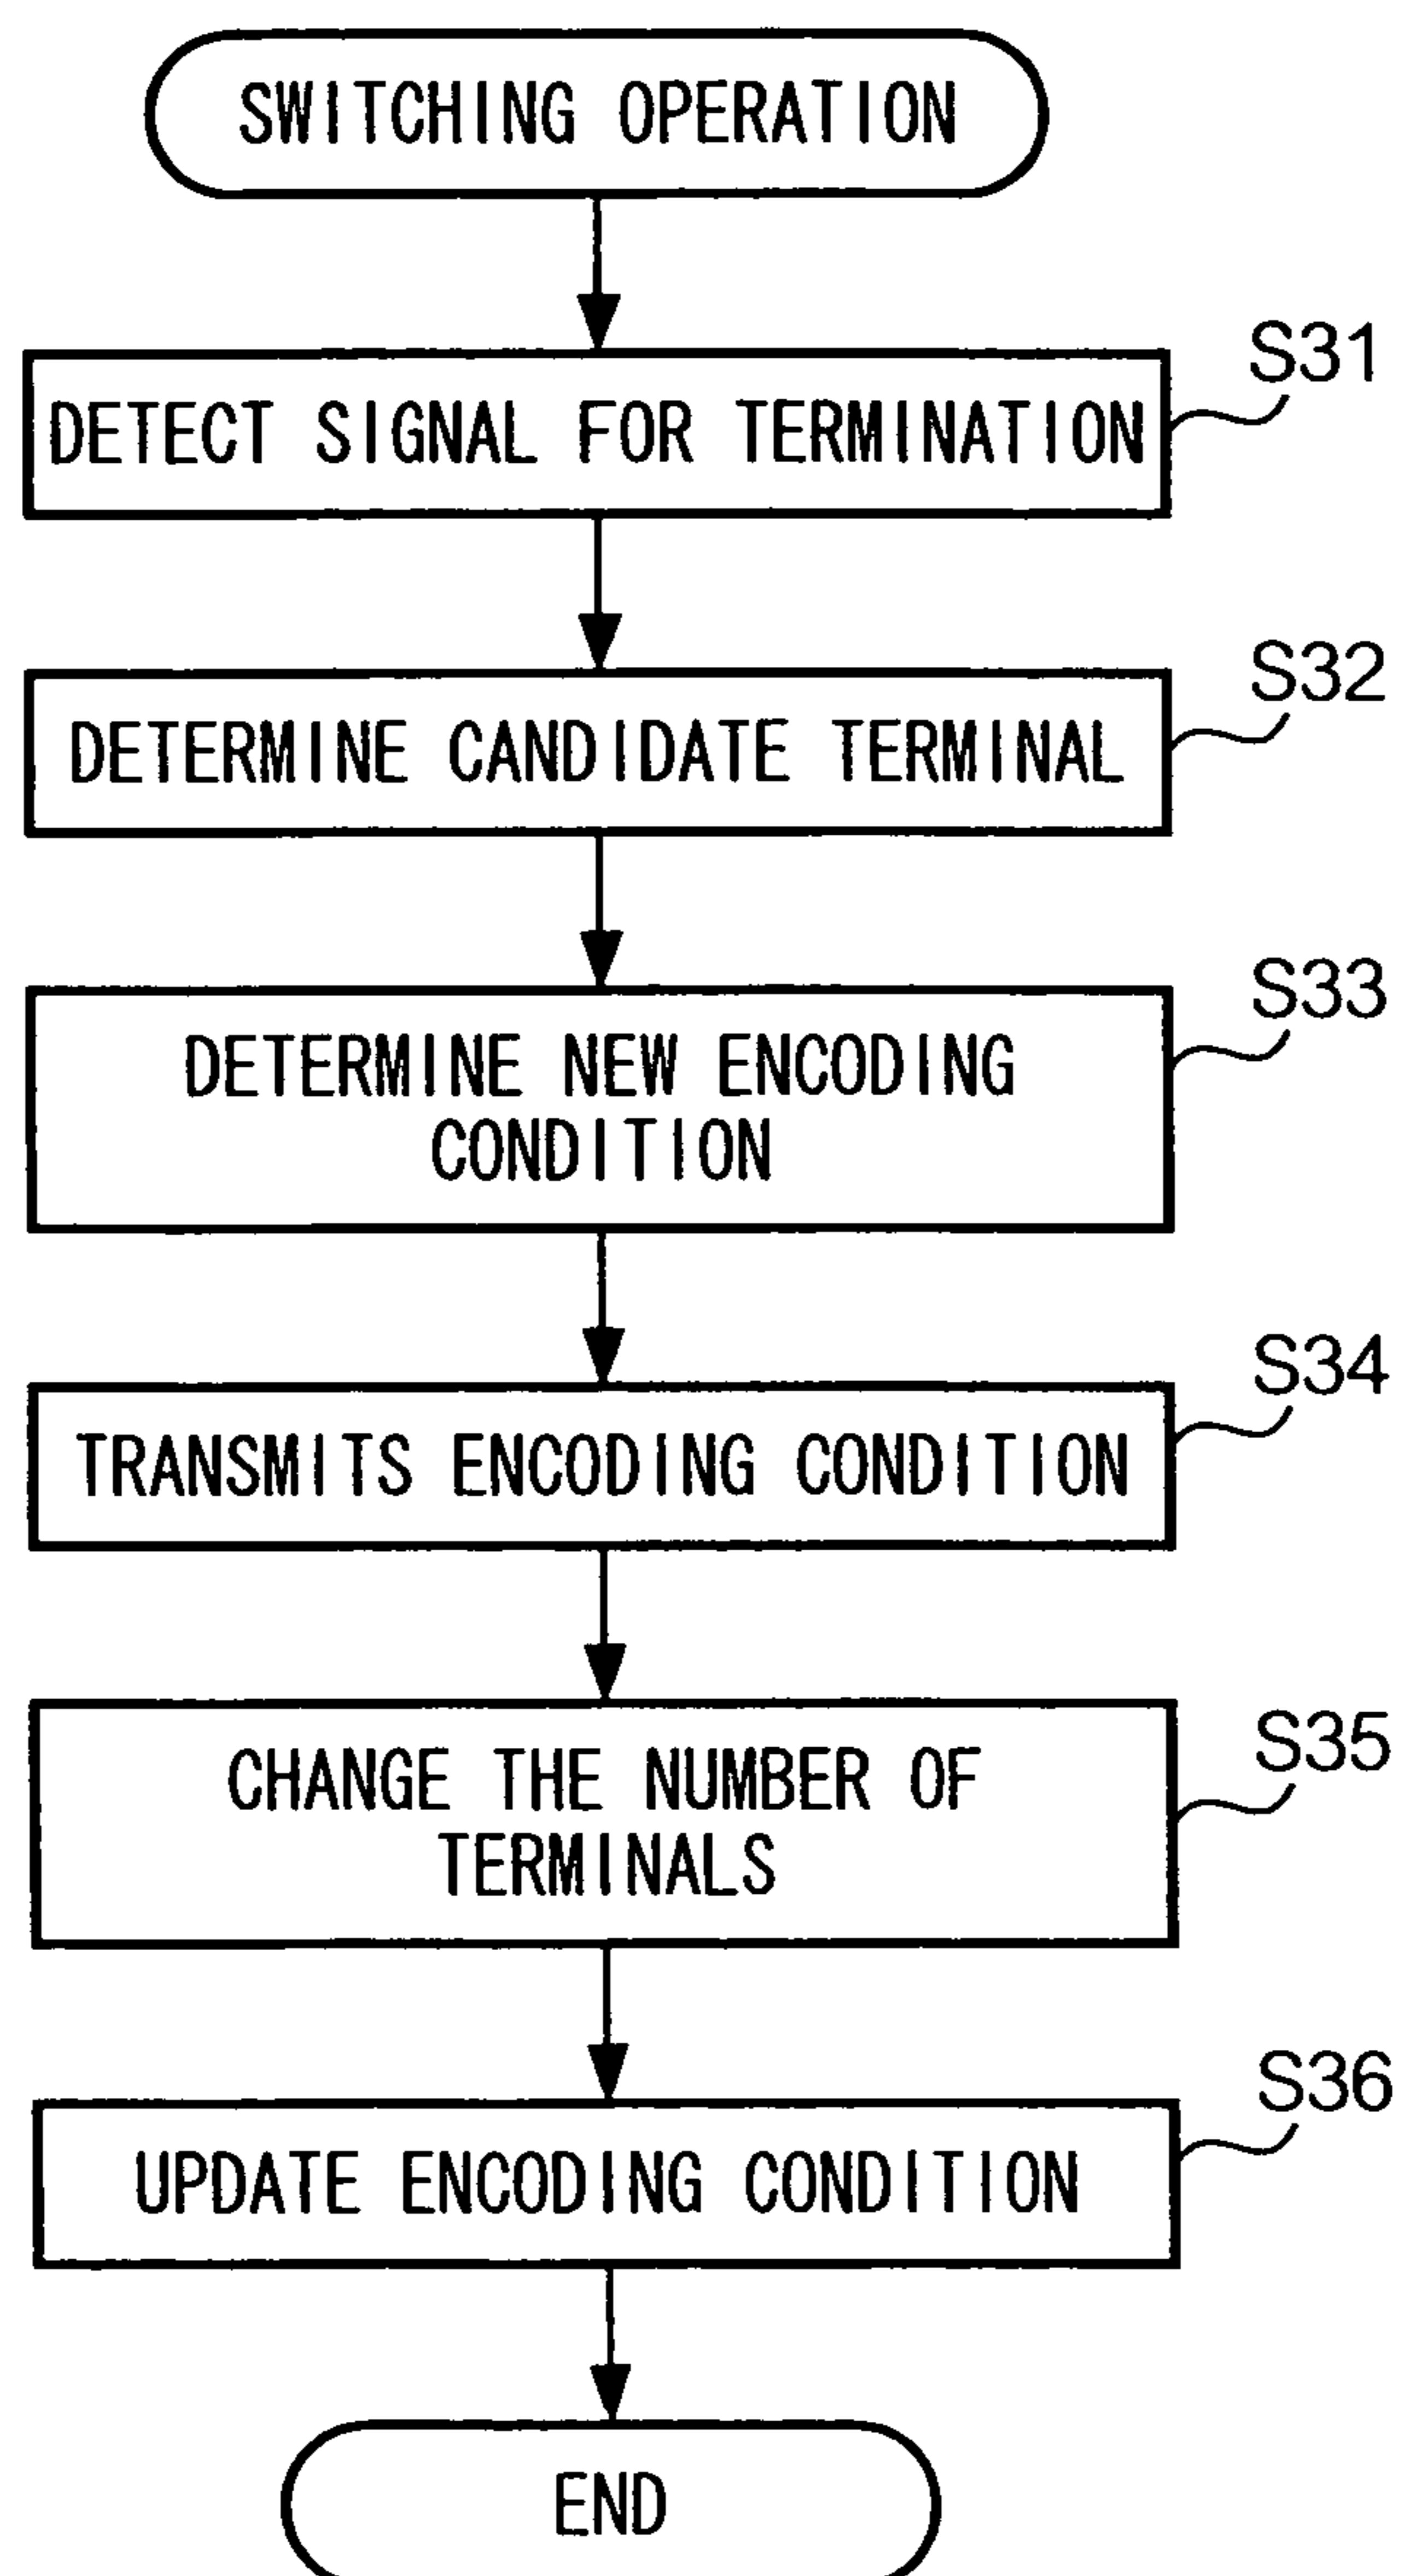 SWITCHING OPERATION
S31
DETECT SIGNAL FOR TERMINATION
S32
DETERMINE CANDIDATE TERMINAL
S33
DETERMINE NEW ENCODING
CONDITION
S34
TRANSMITS ENCODING CONDITION
S35
CHANGE THE NUMBER OF
TERMINALS
S36
UPDATE ENCODING CONDITION
END